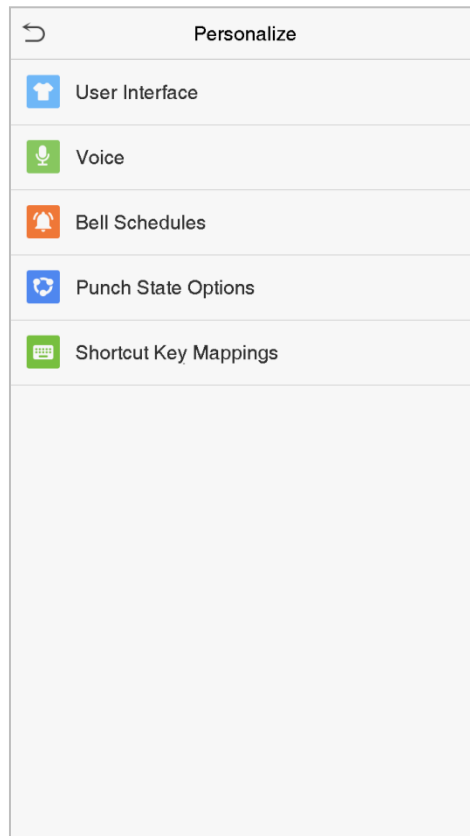 Personalize
User Interface
Voice
Bell Schedules
Punch State Options
Shortcut Key Mappings